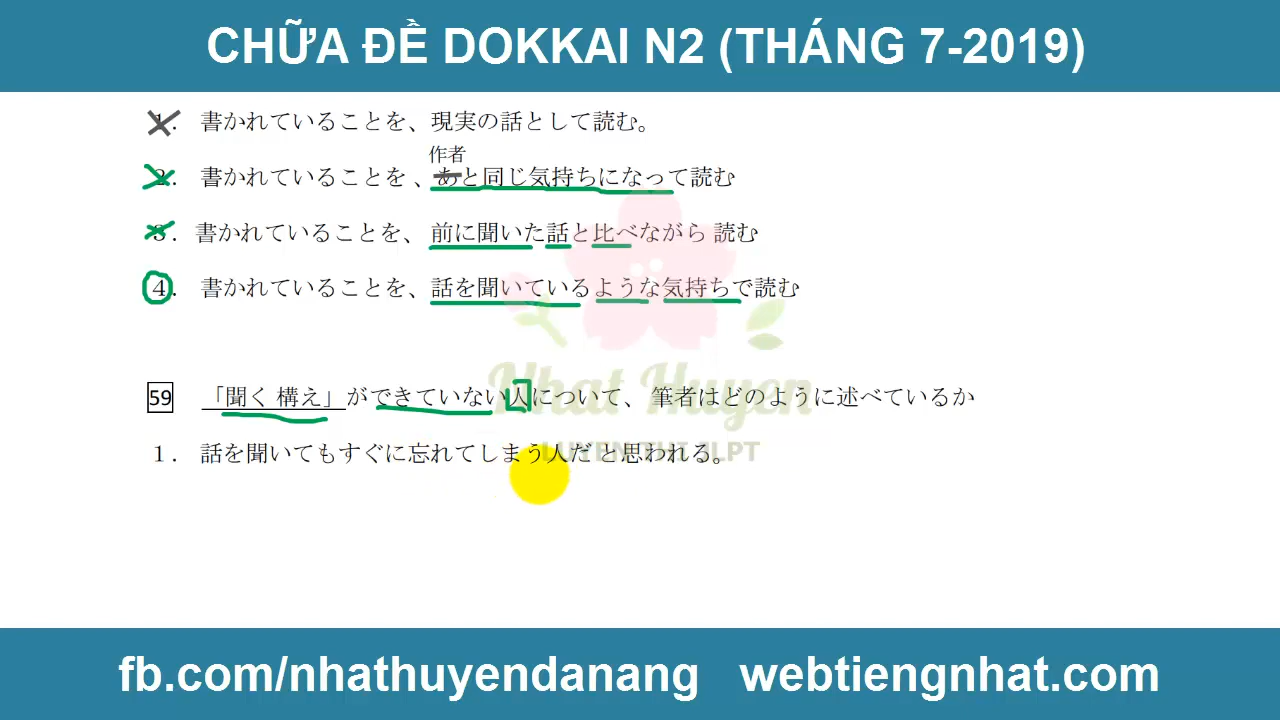 CHỮA ĐỀ DOKKAI N2 (THÁNG 7-2019)
1. 書かれていることを、現実の話として読む。
作者
2. 書かれていることを、あと同じ気持ちになって読む
3. 書かれていることを、前に聞いた話と比べながら 読む
4. 書かれていることを、話を聞いているような気持ちで読む
Nhat Huyen
59 「聞く 構え」ができていない人について、筆者はどのように述べているか
LUYEN THI JLPT
1. 話を聞いてもすぐに忘れてしまう人だ と思われる。
fb.com/nhathuyendanang webtiengnhat.com